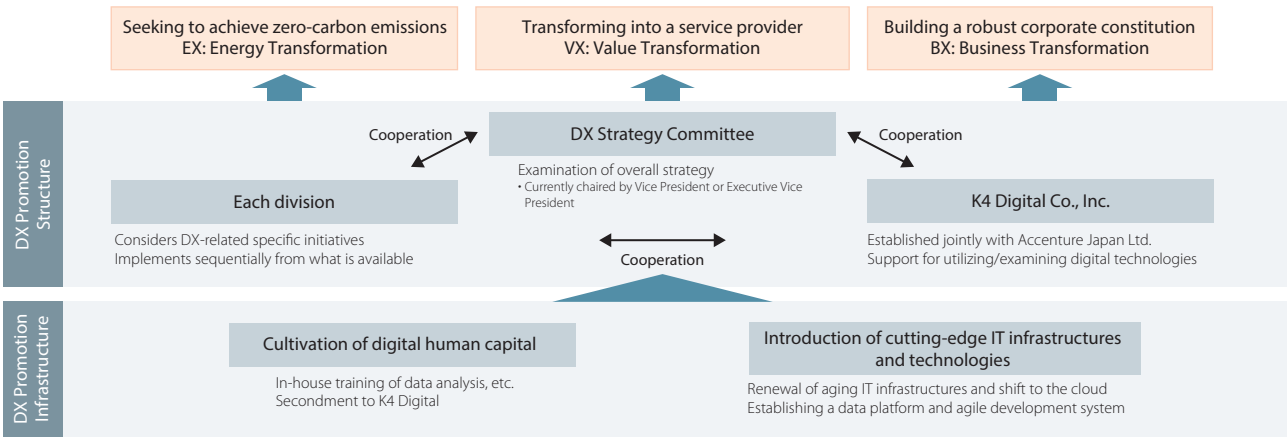 Seeking to achieve zero-carbon emissions
EX: Energy Transformation
Transforming into a service provider
VX: Value Transformation
Building a robust corporate constitution
BX: Business Transformation
DX Promotion
Structure
Cooperation
DX Strategy Committee
Cooperation
Examination of overall strategy
• Currently chaired by Vice President or Executive Vice
President
Each division
Considers DX-related specific initiatives
Implements sequentially from what is available
K4 Digital Co., Inc.
Established jointly with Accenture Japan Ltd.
Support for utilizing/examining digital technologies
Cooperation
DX Promotion
Infrastructure
Cultivation of digital human capital
In-house training of data analysis, etc.
Secondment to K4 Digital
Introduction of cutting-edge IT infrastructures
and technologies
Renewal of aging IT infrastructures and shift to the cloud
Establishing a data platform and agile development system